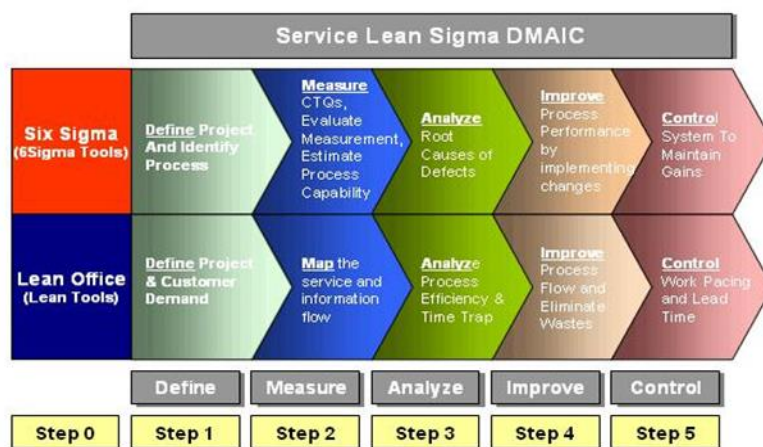 Service Lean Sigma DMAIC
Six Sigma
(6Sigma Tools)
Define Project
And Identify
Process
Measure
CTQs,
Evaluate
Measurement,
Estimate
Process
Capability
Analyze
Root
Causes of
Defects
Improve
Process
Performance
by
implementing
changes
Control
System To
Maintain
Gains
Lean Office
(Lean Tools)
Define Project
& Customer
Demand
Map the
service and
information
flow
Analyze
Process
Efficiency &
Time Trap
Improve
Process
Flow and
Eliminate
Wastes
Control
Work Pacing
and Lead
Time
Define
Measure
Analyze
Improve
Control
Step 0
Step 1
Step 2
Step 3
Step 4
Step 5